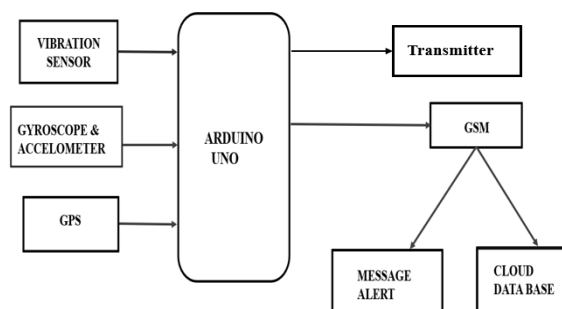 VIBRATION
SENSOR
GYROSCOPE &
ACCELOMETER
GPS
ARDUINO
UNO
Transmitter
GSM
MESSAGE
ALERT
CLOUD
DATA BASE